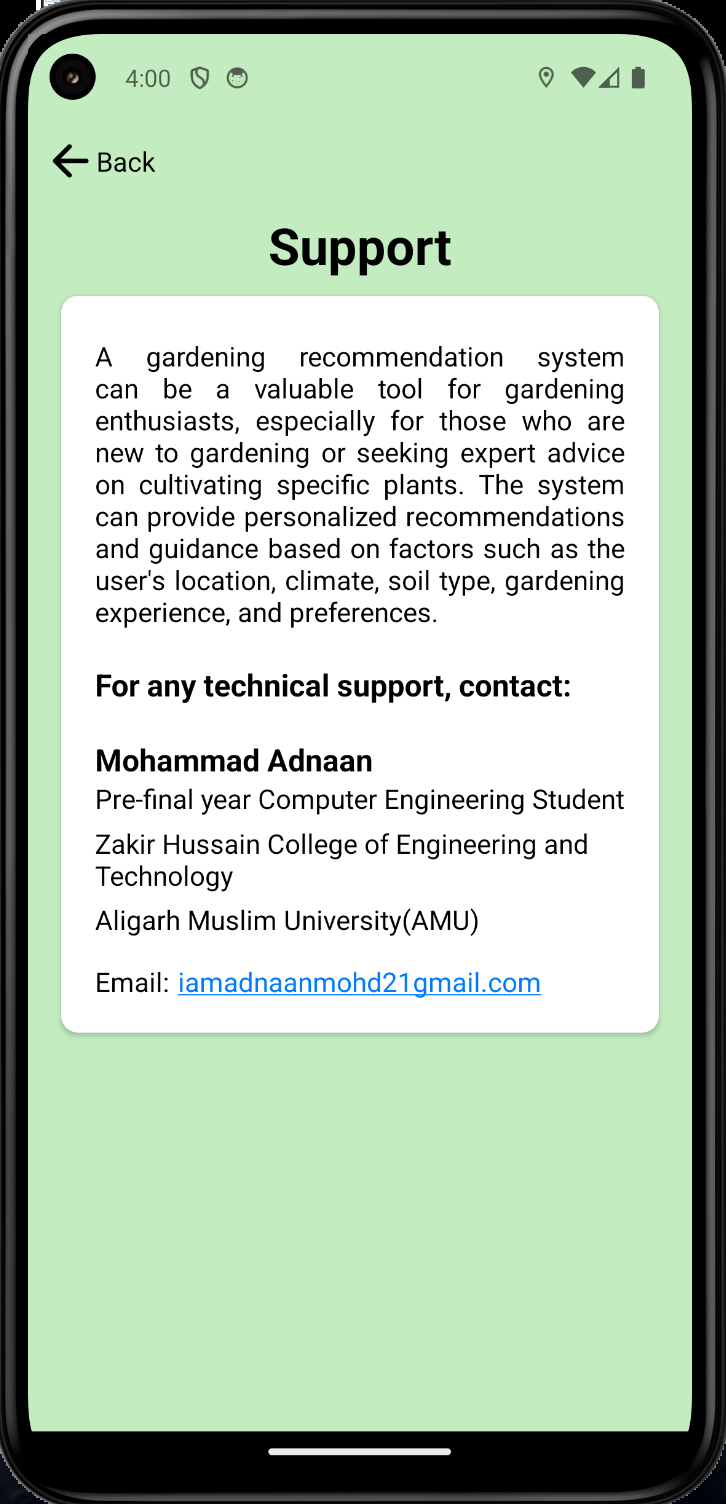 4:00
Back
Support
A gardening recommendation system
can be a valuable tool for gardening
enthusiasts, especially for those who are
new to gardening or seeking expert advice
on cultivating specific plants. The system
can provide personalized recommendations
and guidance based on factors such as the
user's location, climate, soil type, gardening
experience, and preferences.
For any technical support, contact:
Mohammad Adnaan
Pre-final year Computer Engineering Student
Zakir Hussain College of Engineering and
Technology
Aligarh Muslim University(AMU)
Email: iamadnaanmohd21gmail.com